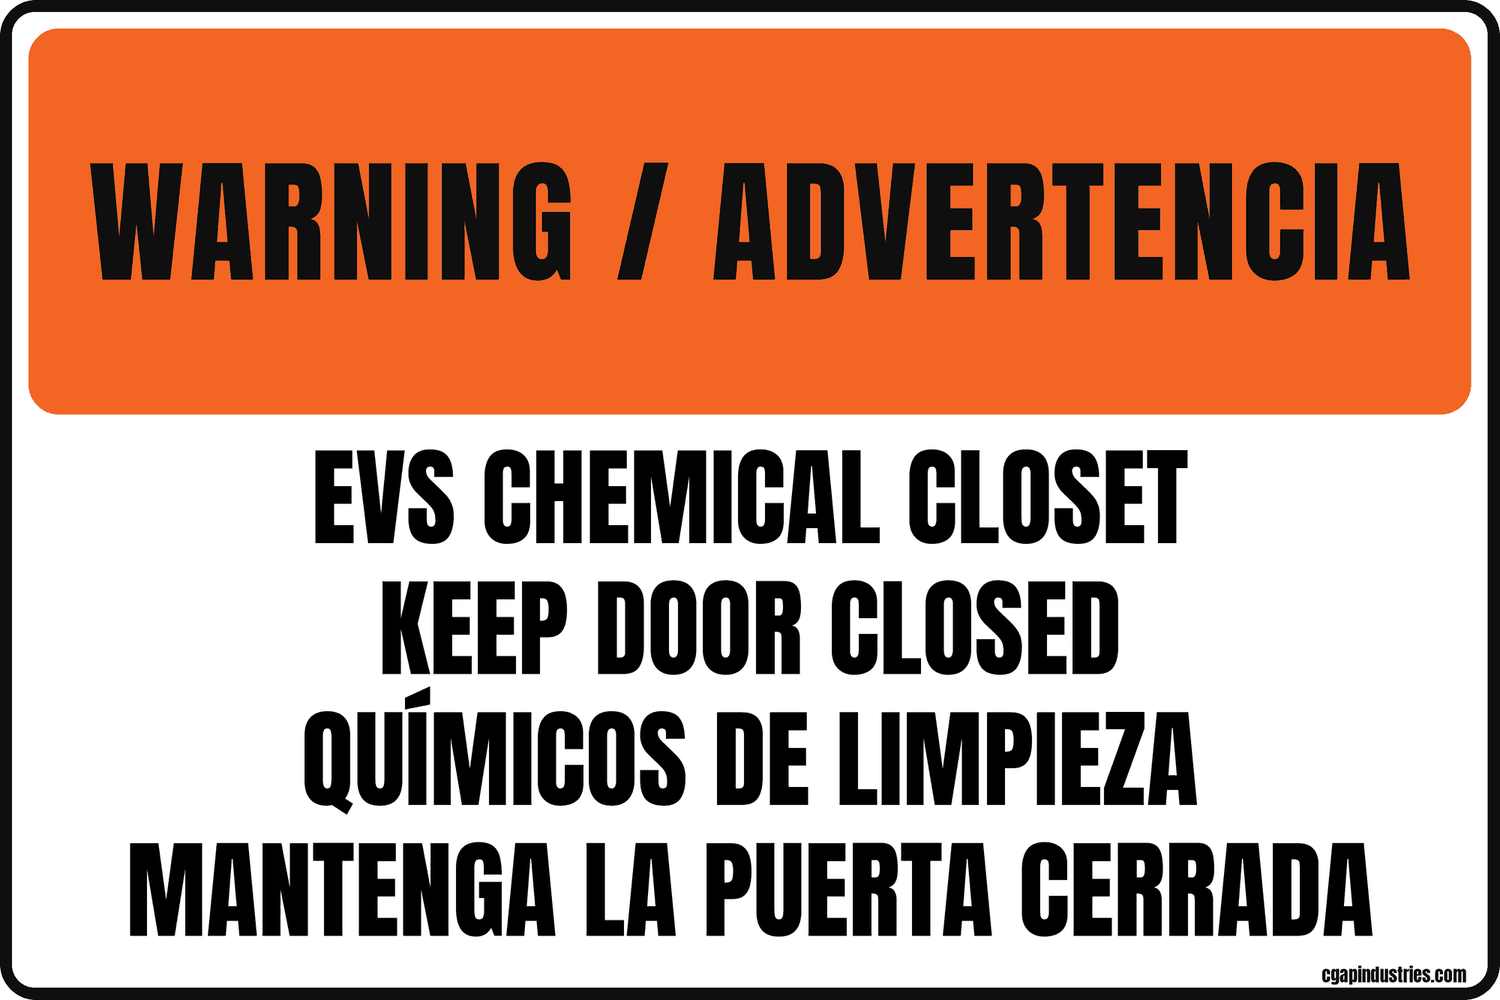 WARNING / ADVERTENCIA
EVS CHEMICAL CLOSET
KEEP DOOR CLOSED
QUÍMICOS DE LIMPIEZA
MANTENGA LA PUERTA CERRADA
cgapindustries.com